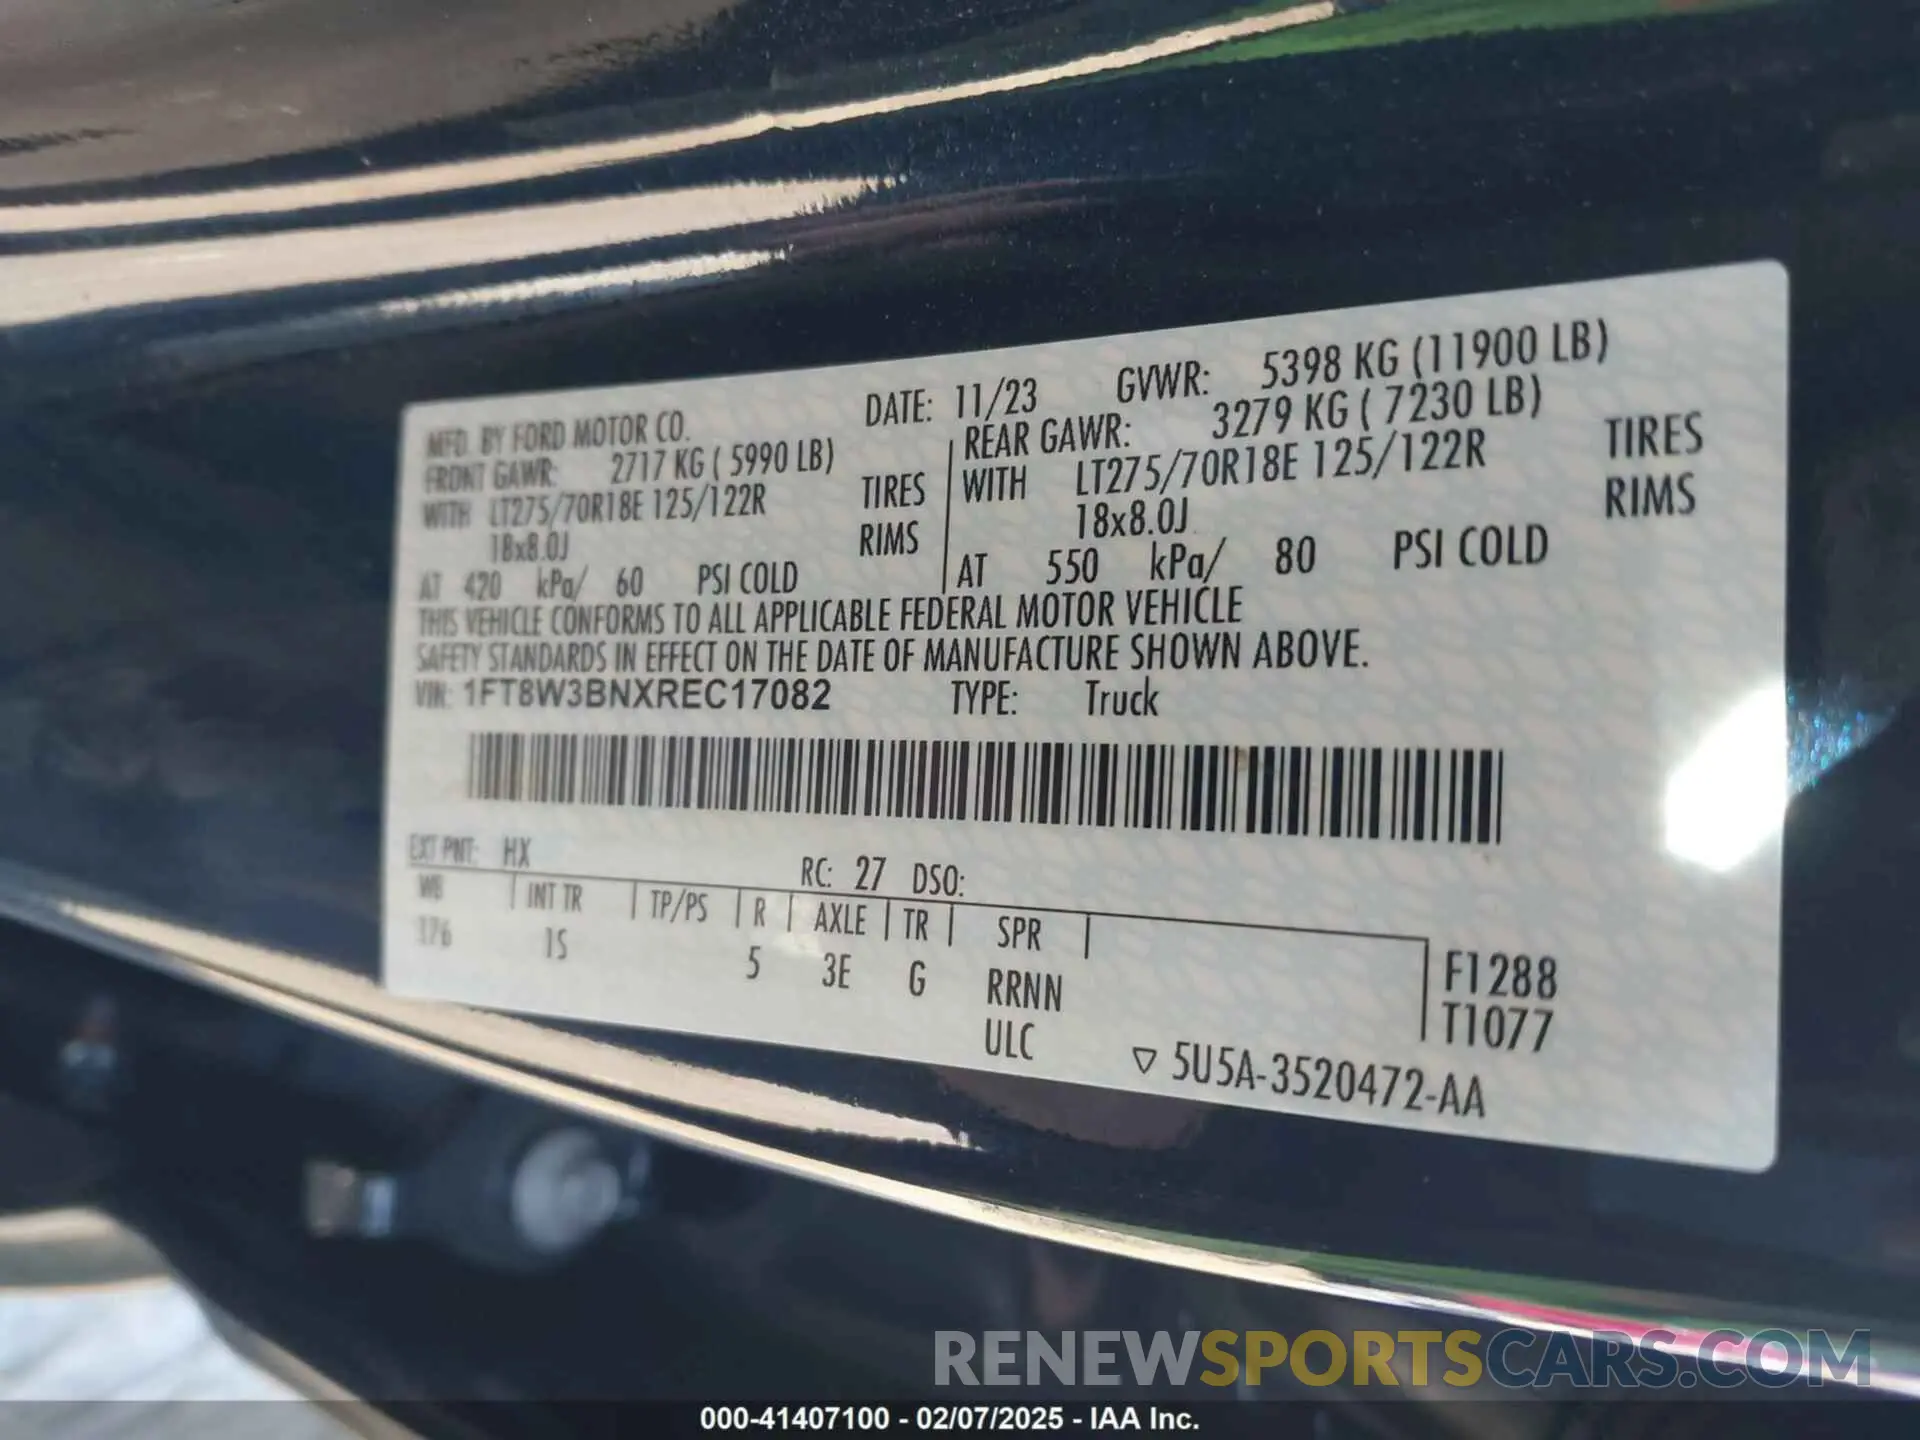 MFD. BY FORD MOTOR CO. DATE: 11/23 GVWR: 5398 KG (11900 LB)
FRONT GAWR: 2717 KG ( 5990 LB) REAR GAWR: 3279 KG ( 7230 LB)
WITH LT275/70R18E 125/122R TIRES WITH LT275/70R18E 125/122R TIRES
18x8.0J RIMS 18x8.0J RIMS
AT 420 kPa/ 60 PSI COLD AT 550 kPa/ 80 PSI COLD
THIS VEHICLE CONFORMS TO ALL APPLICABLE FEDERAL MOTOR VEHICLE
SAFETY STANDARDS IN EFFECT ON THE DATE OF MANUFACTURE SHOWN ABOVE.
VIN: 1FT8W3BNXREC17082 TYPE: Truck
EXT PNT: HX RC: 27 DSO:
WB INT TR TP/PS R AXLE TR SPR
176 1S 5 3E G RRNN F1288
ULC T1077
▽ 5U5A-3520472-AA
RENEWSPORTSCARS.COM
000-41407100 - 02/07/2025 - IAA Inc.